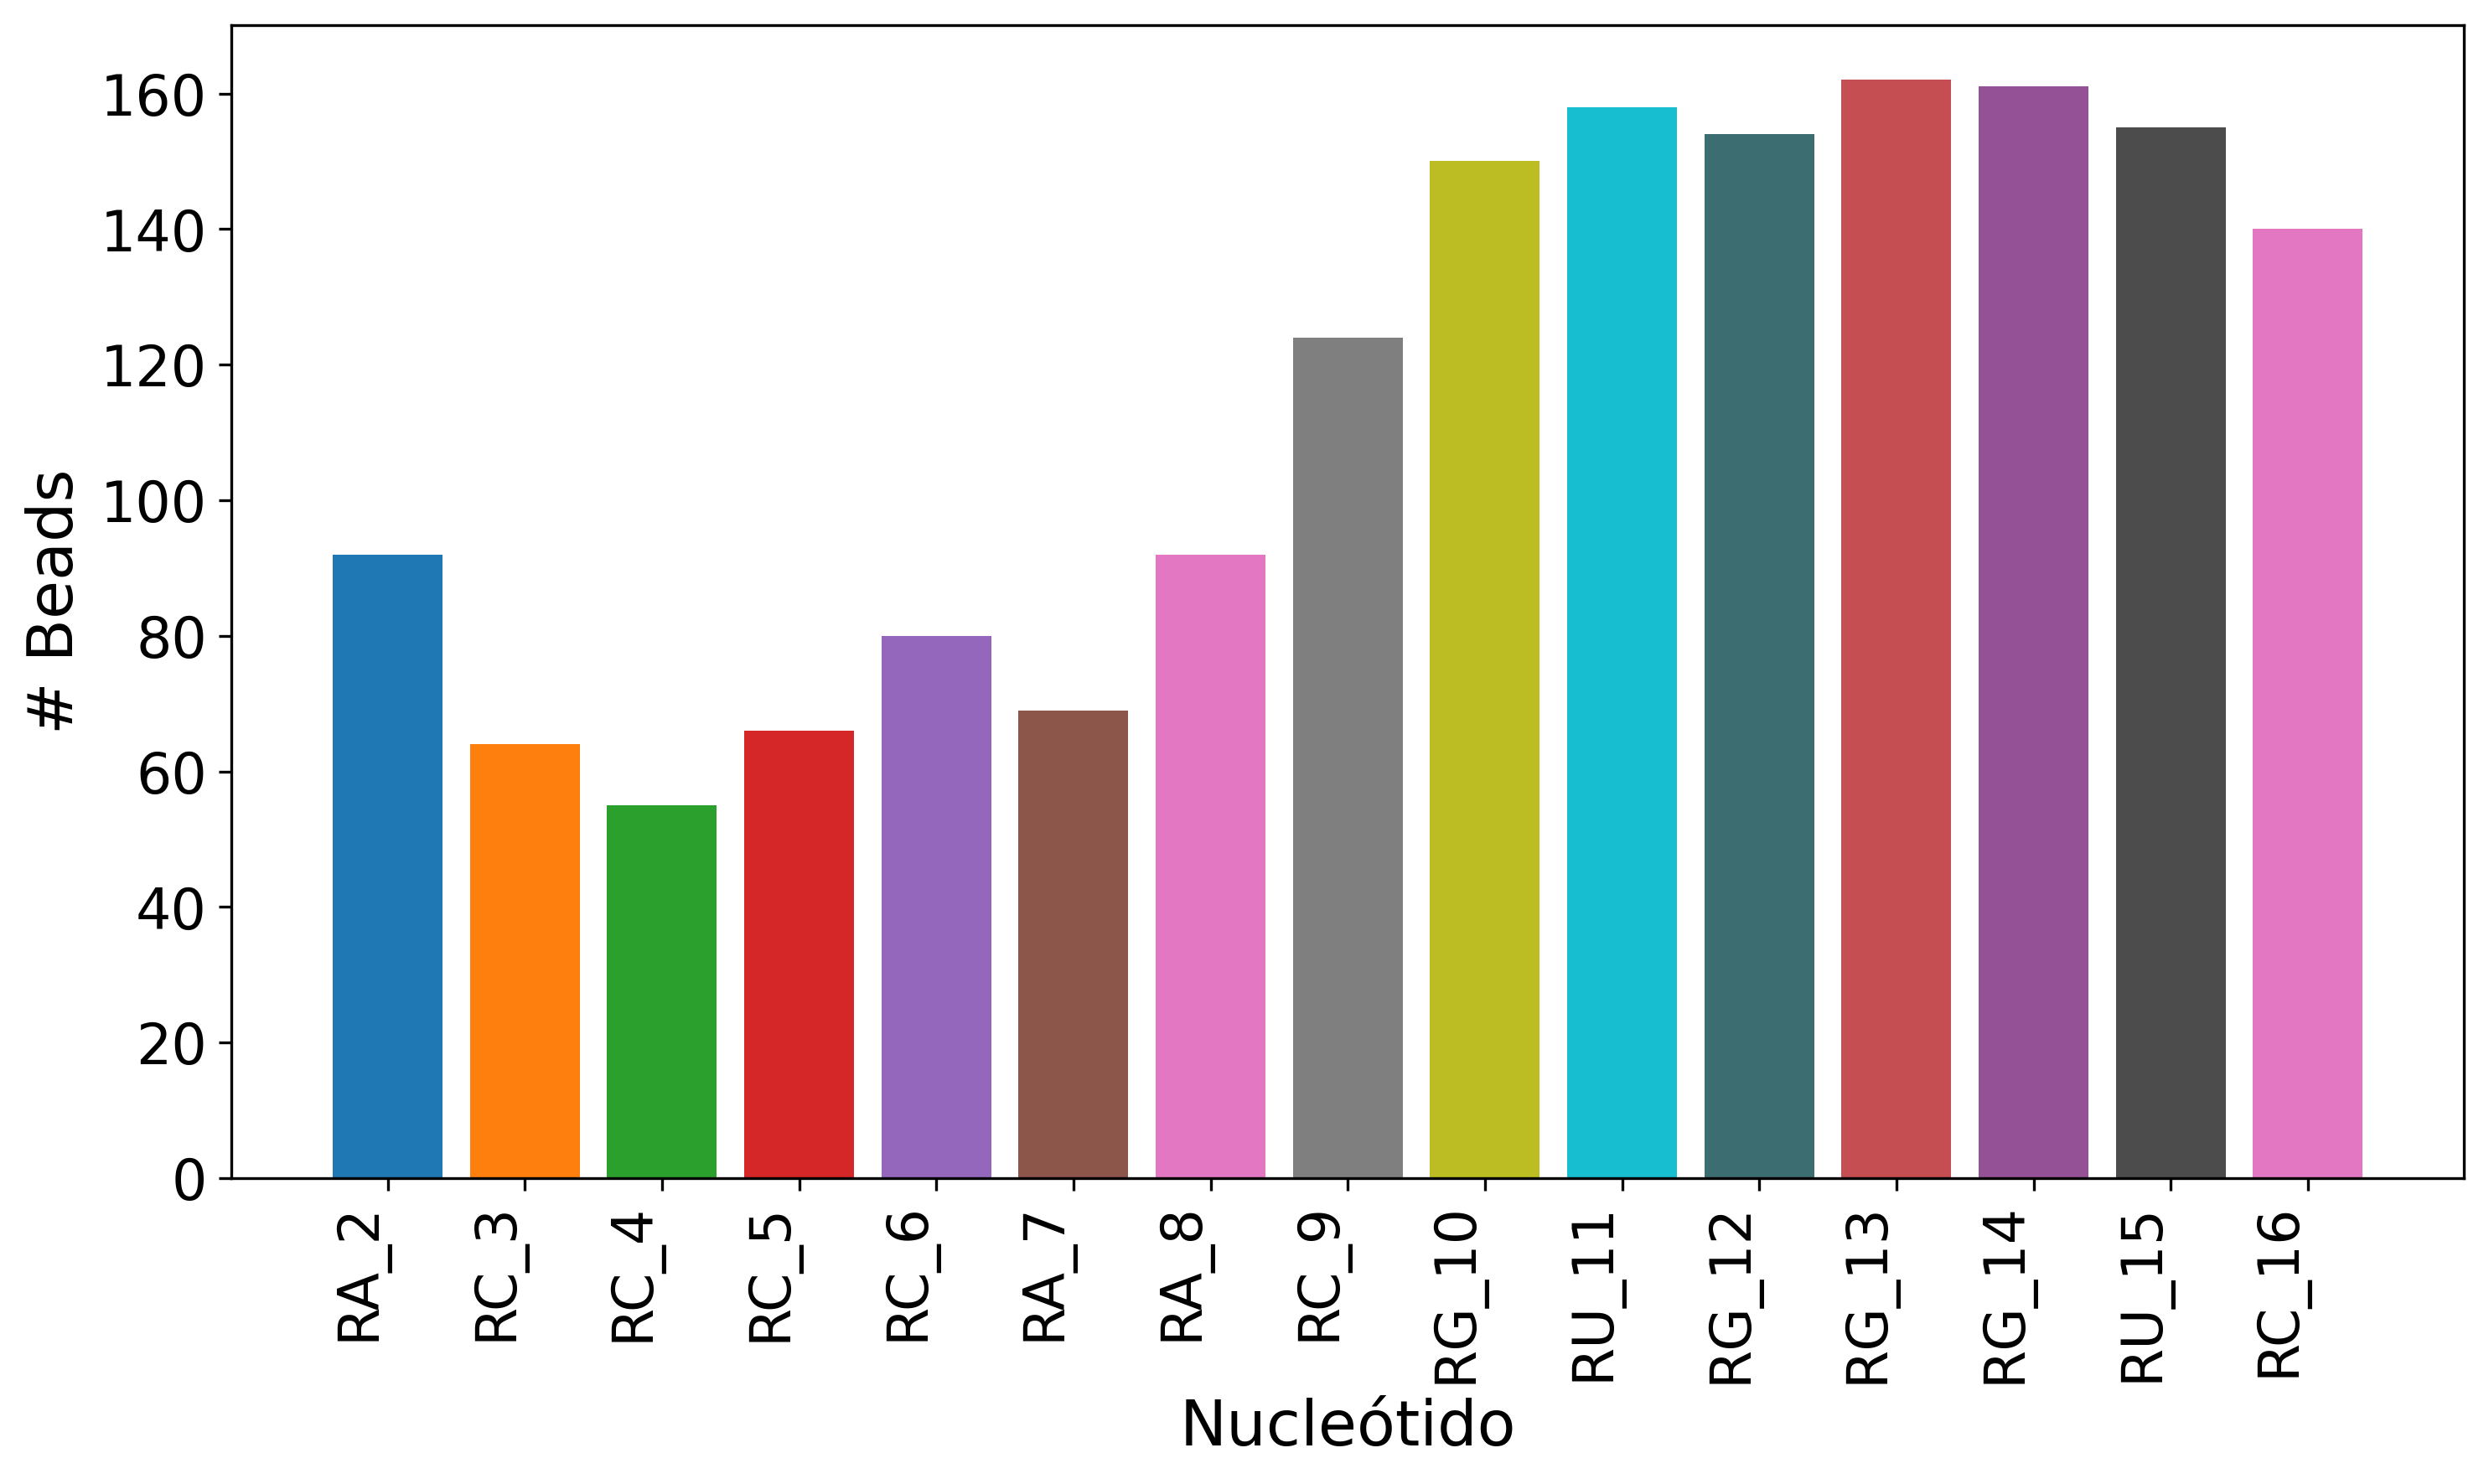 160
140
120
100
80
60
40
20
0
# Beads
RA_2
RC_3
RC_4
RC_5
RC_6
RA_7
RA_8
RC_9
RG_10
RU_11
RG_12
RG_13
RG_14
RU_15
RC_16
Nucleótido